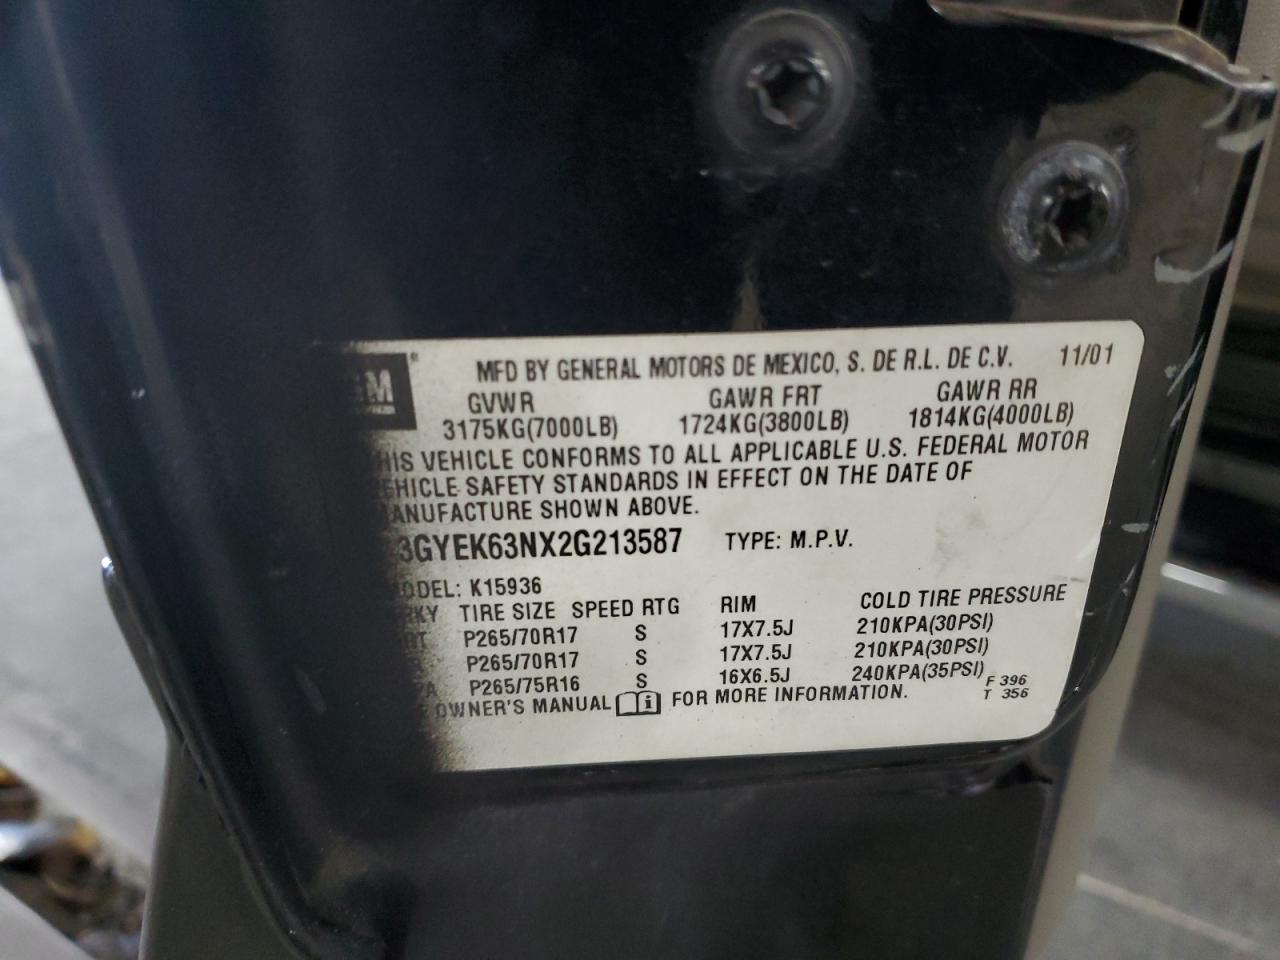 GM ®
MFD BY GENERAL MOTORS DE MEXICO, S. DE R.L. DE C.V. 11/01
GVWR GAWR FRT GAWR RR
3175KG(7000LB) 1724KG(3800LB) 1814KG(4000LB)
HIS VEHICLE CONFORMS TO ALL APPLICABLE U.S. FEDERAL MOTOR
EHICLE SAFETY STANDARDS IN EFFECT ON THE DATE OF
ANUFACTURE SHOWN ABOVE.
3GYEK63NX2G213587 TYPE: M.P.V.
ODEL: K15936
RKY TIRE SIZE SPEED RTG RIM COLD TIRE PRESSURE
RT P265/70R17 S 17X7.5J 210KPA(30PSI)
P265/70R17 S 17X7.5J 210KPA(30PSI)
PA P265/75R16 S 16X6.5J 240KPA(35PSI)
OWNER'S MANUAL FOR MORE INFORMATION.
F 396
T 356